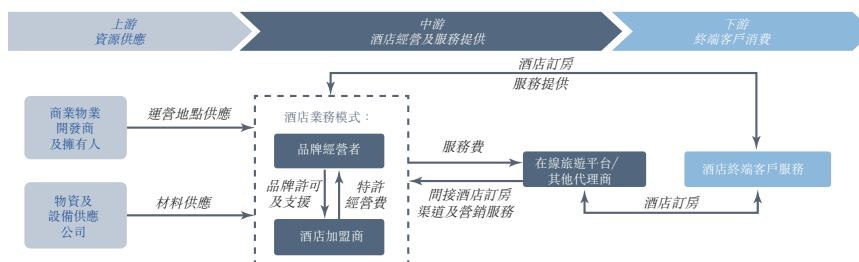 上游
資源供應
中游
酒店經營及服務提供
下游
終端客戶消費
酒店訂房
服務提供
商業物業
開發商
及擁有人
運營地點供應
酒店業務模式：
品牌經營者
品牌許可
及支援
特許
經營費
酒店加盟商
物資及
設備供應
公司
材料供應
服務費
間接酒店訂房
渠道及營銷服務
在線旅遊平台/
其他代理商
酒店終端客戶服務
酒店訂房